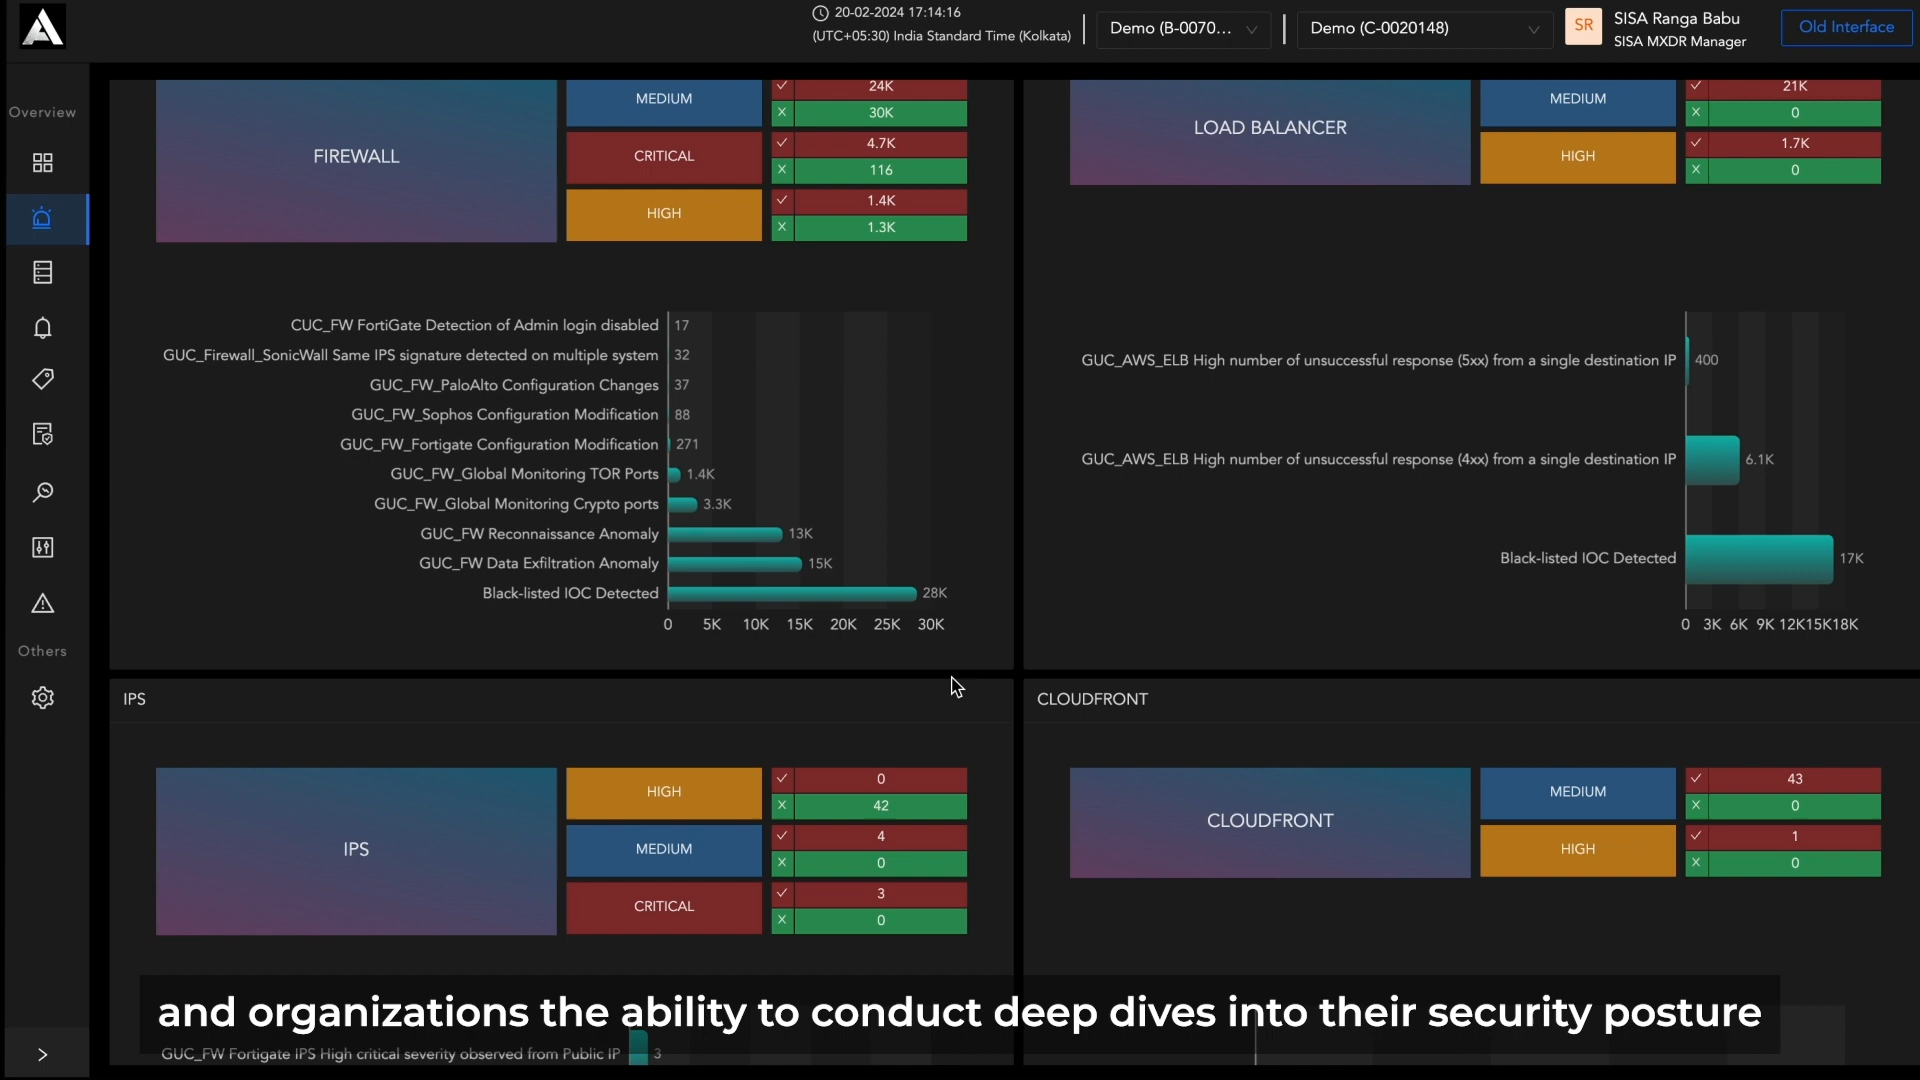 20-02-2024 17:14:16
(UTC+05:30) India Standard Time (Kolkata)
Demo (B-0070...
Demo (C-0020148)
SR
SISA Ranga Babu
SISA MXDR Manager
Old Interface
Overview
Others
FIREWALL
MEDIUM
24K
30K
CRITICAL
4.7K
116
HIGH
1.4K
1.3K
CUC_FW FortiGate Detection of Admin login disabled 17
GUC_Firewall_SonicWall Same IPS signature detected on multiple system 32
GUC_FW_PaloAlto Configuration Changes 37
GUC_FW_Sophos Configuration Modification 88
GUC_FW_Fortigate Configuration Modification 271
GUC_FW_Global Monitoring TOR Ports 1.4K
GUC_FW_Global Monitoring Crypto ports 3.3K
GUC_FW Reconnaissance Anomaly 13K
GUC_FW Data Exfiltration Anomaly 15K
Black-listed IOC Detected 28K
0 5K 10K 15K 20K 25K 30K
LOAD BALANCER
MEDIUM
21K
0
HIGH
1.7K
0
GUC_AWS_ELB High number of unsuccessful response (5xx) from a single destination IP 400
GUC_AWS_ELB High number of unsuccessful response (4xx) from a single destination IP 6.1K
Black-listed IOC Detected 17K
0 3K 6K 9K 12K15K18K
IPS
IPS
HIGH
0
42
MEDIUM
4
0
CRITICAL
3
0
CLOUDFRONT
CLOUDFRONT
MEDIUM
43
0
HIGH
1
0
and organizations the ability to conduct deep dives into their security posture
GUC_FW Fortigate IPS High critical severity observed from Public IP 3